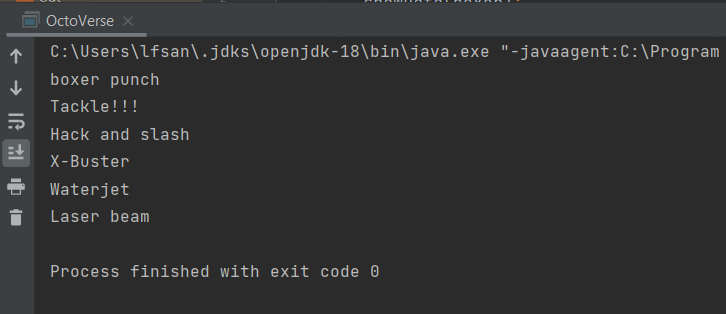 OctoVerse
C:\Users\lfsan\.jdks\openjdk-18\bin\java.exe "-javaagent:C:\Program
boxer punch
Tackle!!!
Hack and slash
X-Buster
Waterjet
Laser beam
Process finished with exit code 0